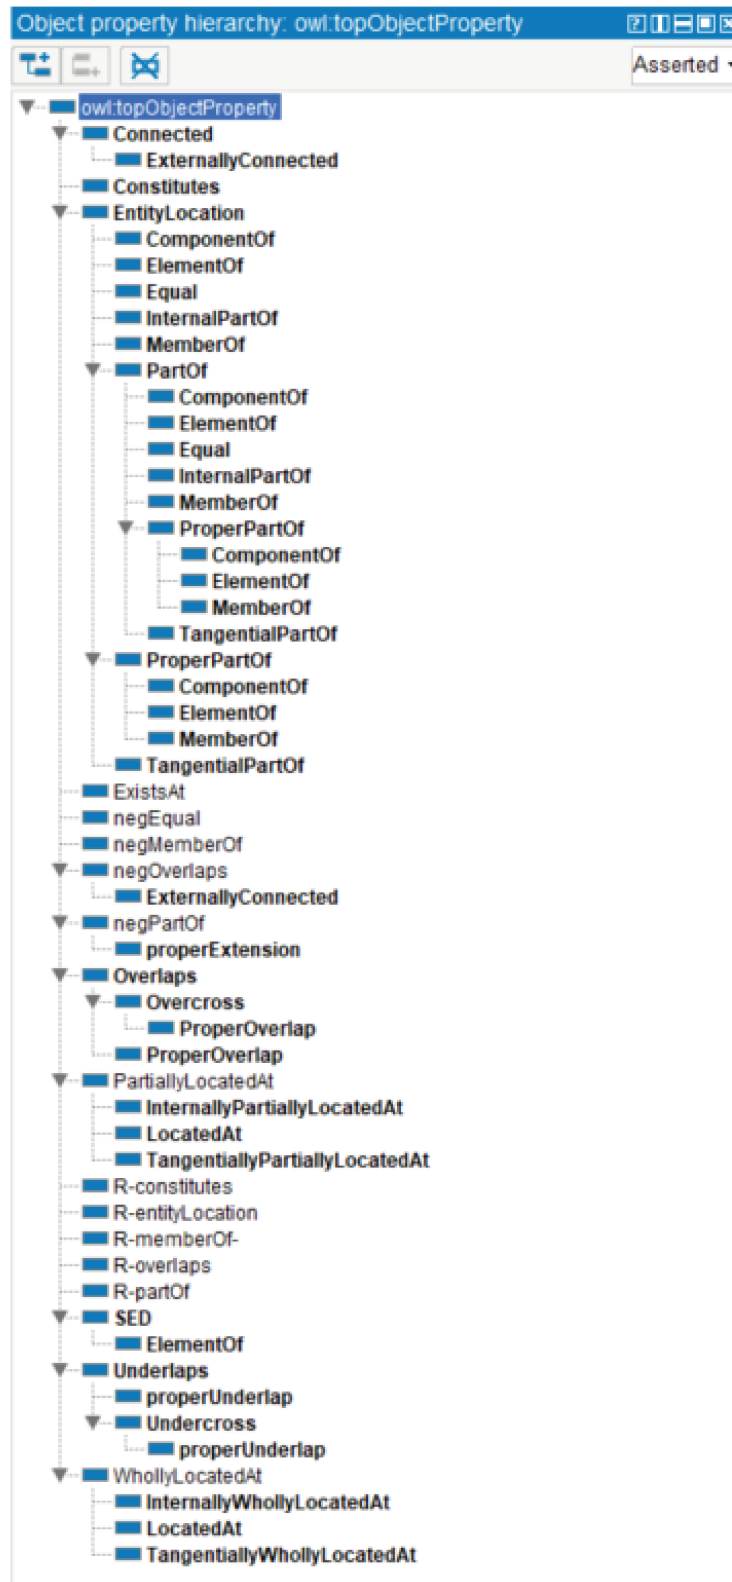 Object property hierarchy: owl:topObjectProperty
Asserted
owl:topObjectProperty
Connected
ExternallyConnected
Constitutes
EntityLocation
ComponentOf
ElementOf
Equal
InternalPartOf
MemberOf
PartOf
ComponentOf
ElementOf
Equal
InternalPartOf
MemberOf
ProperPartOf
ComponentOf
ElementOf
MemberOf
TangentialPartOf
ProperPartOf
ComponentOf
ElementOf
MemberOf
TangentialPartOf
ExistsAt
negEqual
negMemberOf
negOverlaps
ExternallyConnected
negPartOf
properExtension
Overlaps
Overcross
ProperOverlap
ProperOverlap
PartiallyLocatedAt
InternallyPartiallyLocatedAt
LocatedAt
TangentiallyPartiallyLocatedAt
R-constitutes
R-entityLocation
R-memberOf-
R-overlaps
R-partOf
SED
ElementOf
Underlaps
properUnderlap
Undercross
properUnderlap
WhollyLocatedAt
InternallyWhollyLocatedAt
LocatedAt
TangentiallyWhollyLocatedAt